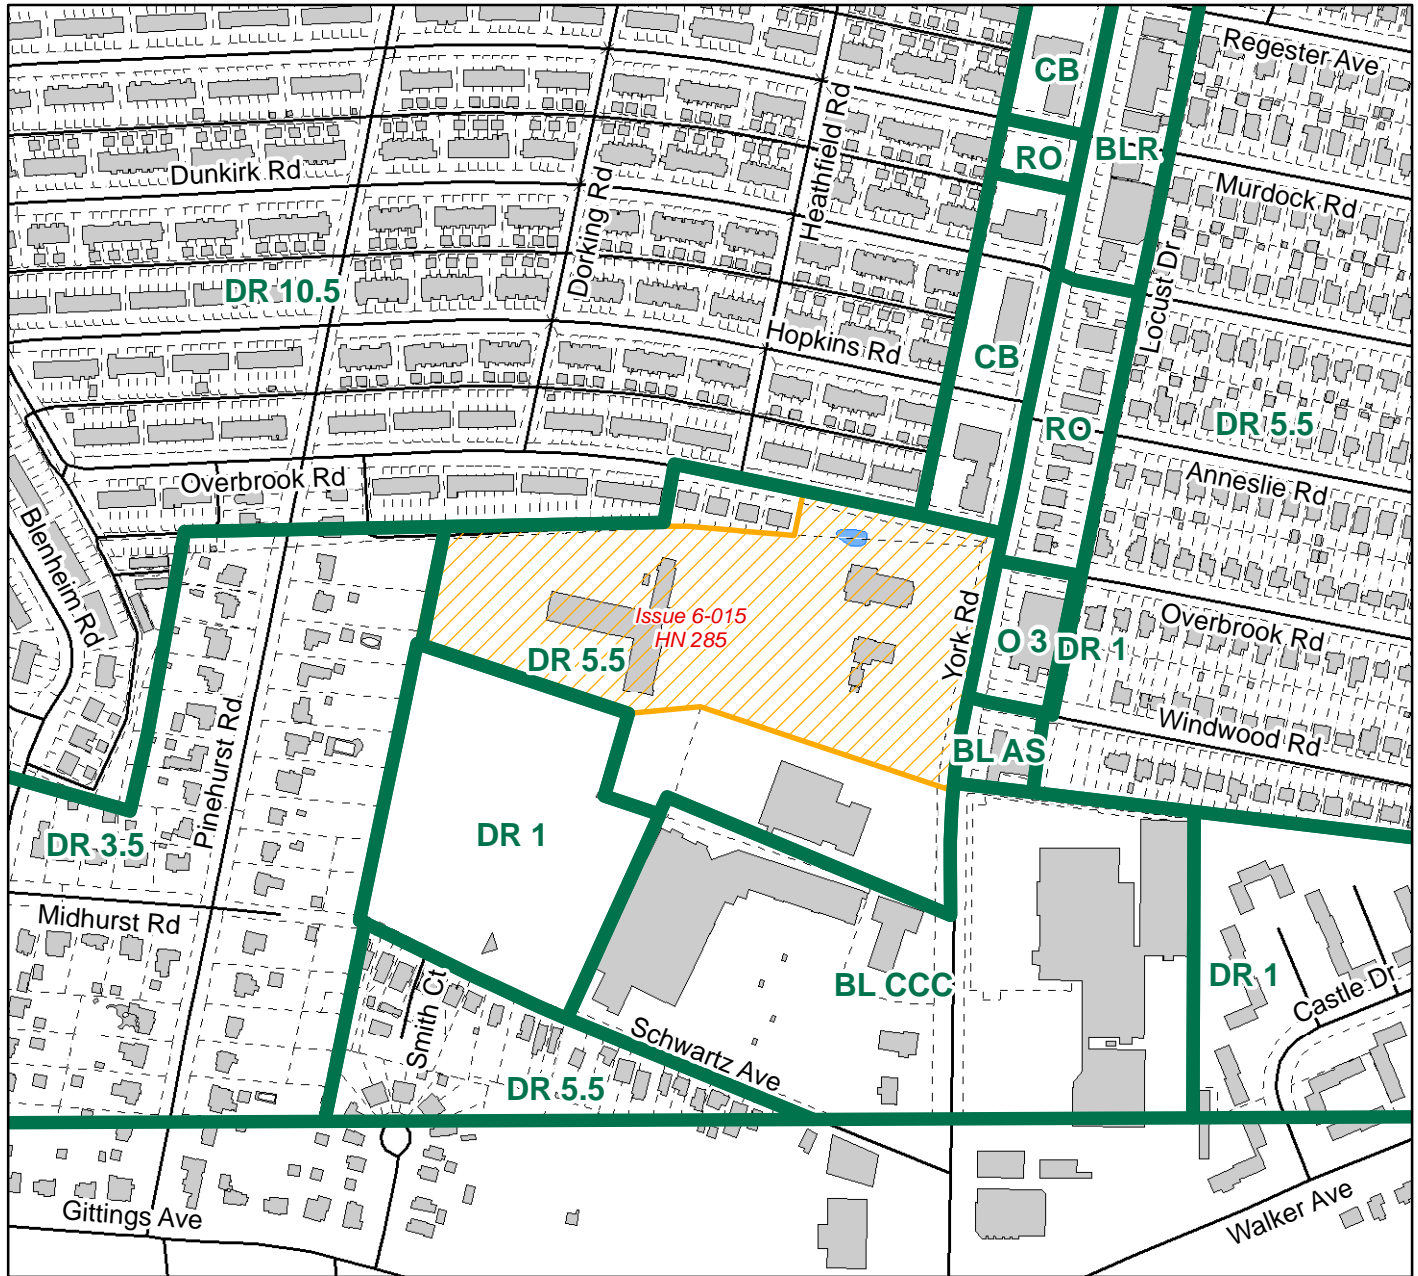 Regester Ave
CB
RO
BLR
Heathfield Rd
Dunkirk Rd
Murdock Rd
Dorking Rd
Locust Dr
DR 10.5
Hopkins Rd
CB
RO
DR 5.5
Anneslie Rd
Overbrook Rd
Blenheim Rd
Issue 6-015
HN 285
York Rd
Overbrook Rd
O 3
DR 1
DR 5.5
Pinehurst Rd
Windwood Rd
BL AS
DR 3.5
DR 1
Midhurst Rd
BL CCC
DR 1
Castle Dr
Smith Ct
Schwartz Ave
DR 5.5
Gittings Ave
Walker Ave